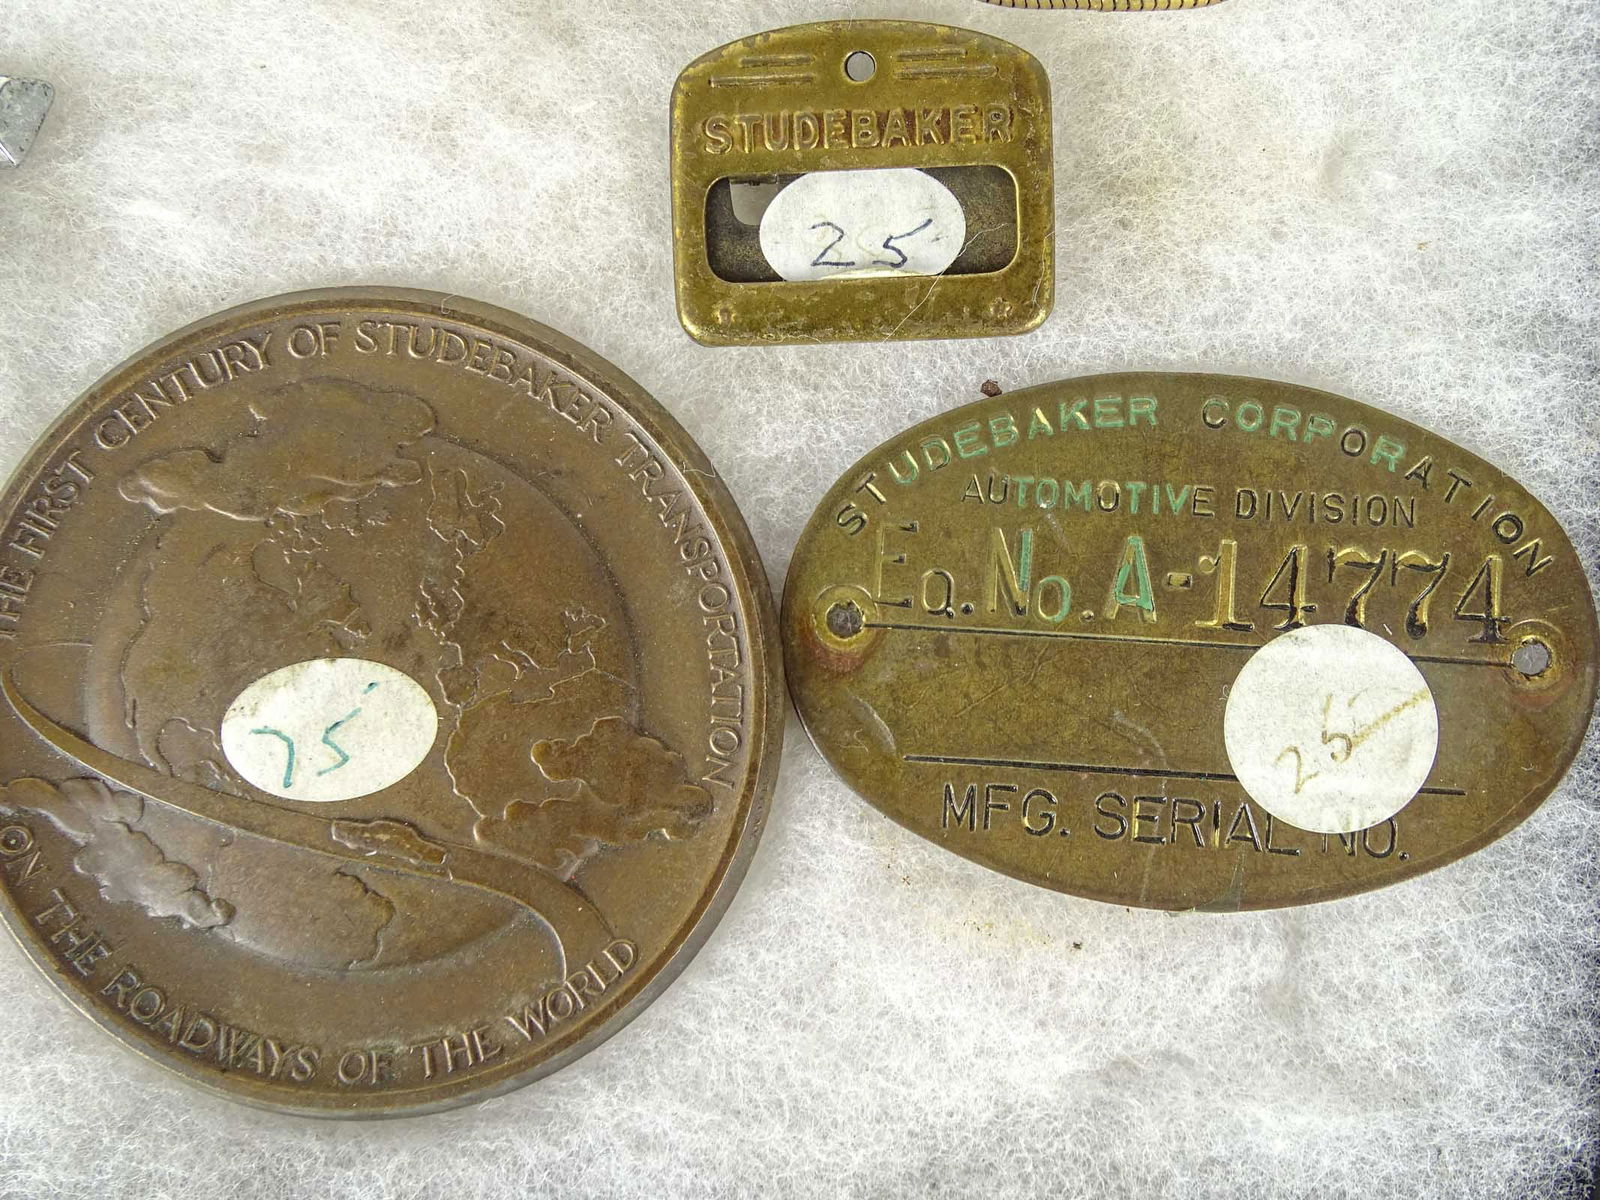 STUDEBAKER
25
THE FIRST CENTURY OF STUDEBAKER TRANSPORTATION
75
ON THE ROADWAYS OF THE WORLD
STUDEBAKER CORPORATION
AUTOMOTIVE DIVISION
EQ. NO. A-14774
25
MFG. SERIAL NO.